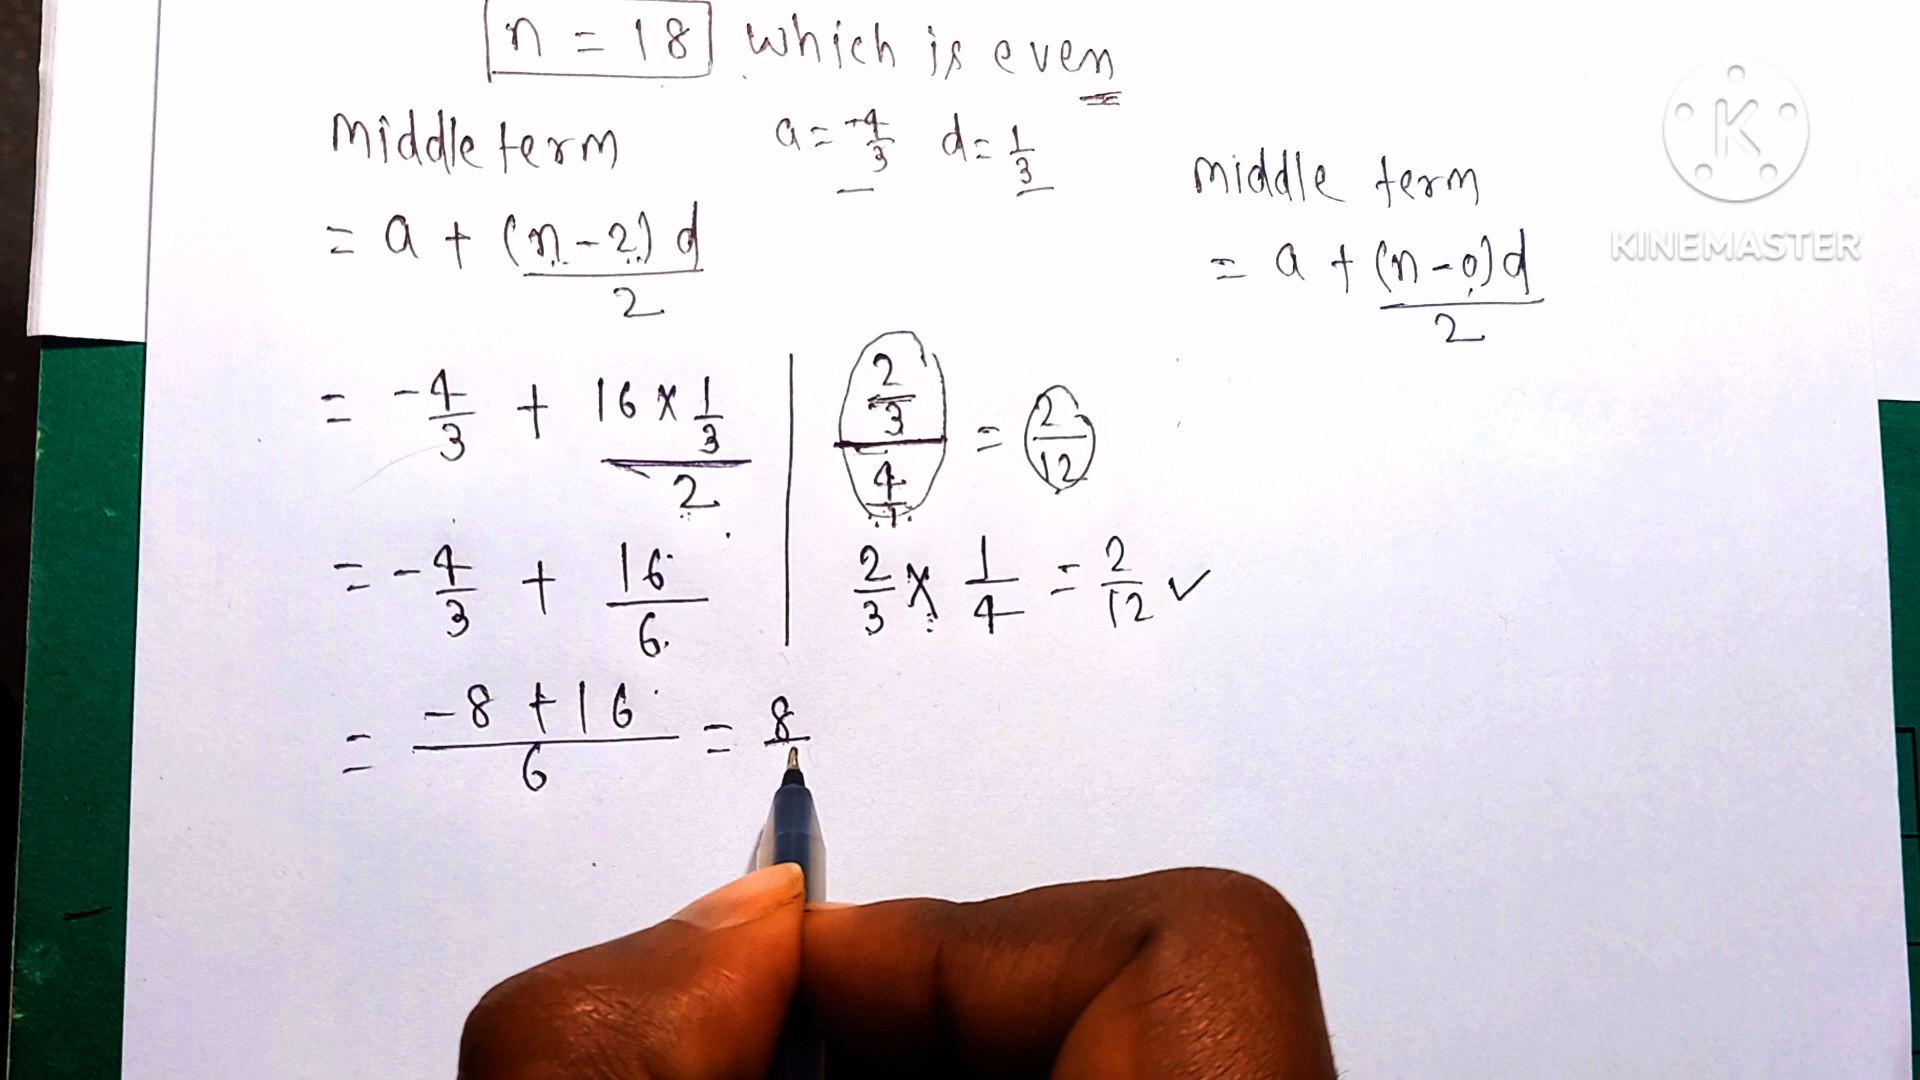 n = 18 which is even
middle term a = -4/3 d = 1/3
= a + (n-2)d/2
= -4/3 + 16 × 1/3/2
= -4/3 + 16/6
= -8 + 16/6 = 8
2/3/4/1 = 2/12
2/3 × 1/4 = 2/12 ✓
middle term
= a + (n-0)d/2
K
KINEMASTER